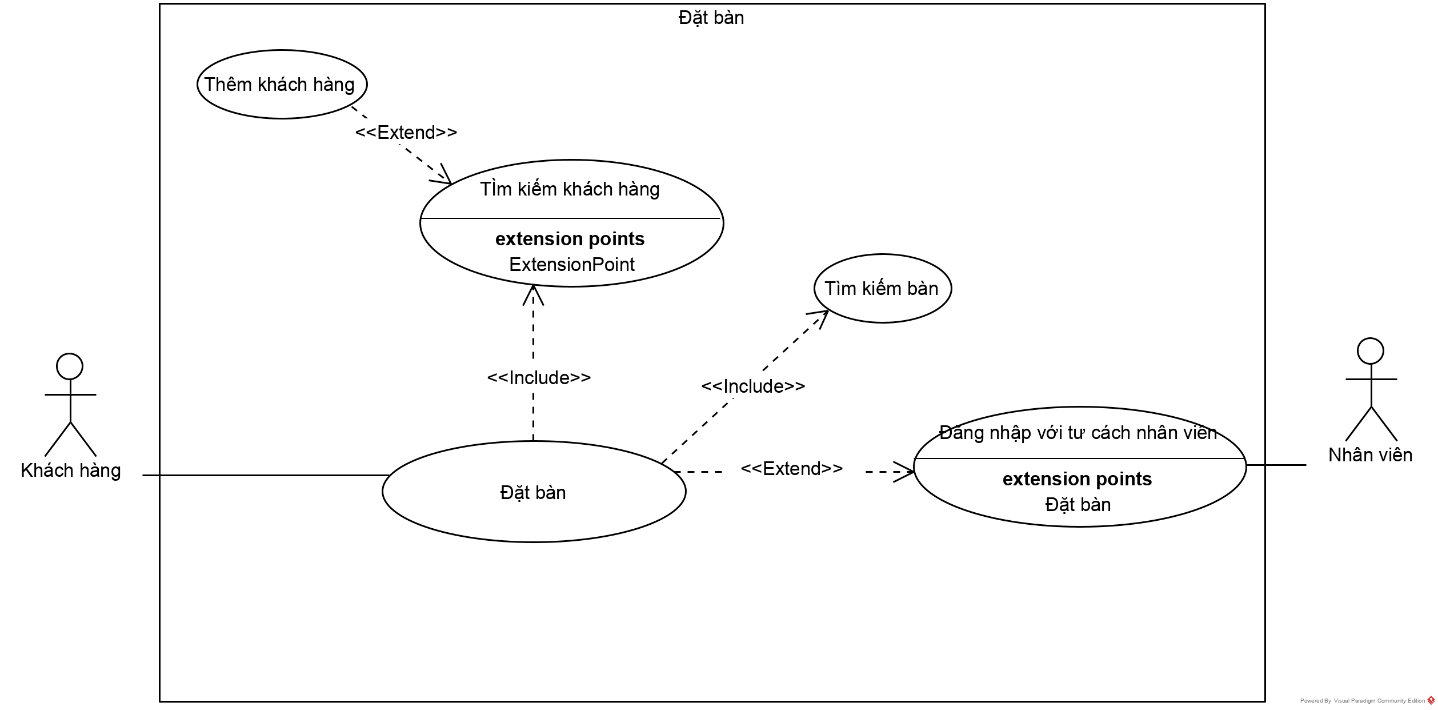 Đặt bàn
Thêm khách hàng
<<Extend>>
TÌm kiếm khách hàng
extension points
ExtensionPoint
Tìm kiếm bàn
<<Include>>
<<Include>>
Đăng nhập với tư cách nhân viên
Nhân viên
Khách hàng
<<Extend>>
extension points
Đặt bàn
Đặt bàn
Powered By Visual Paradigm Community Edition